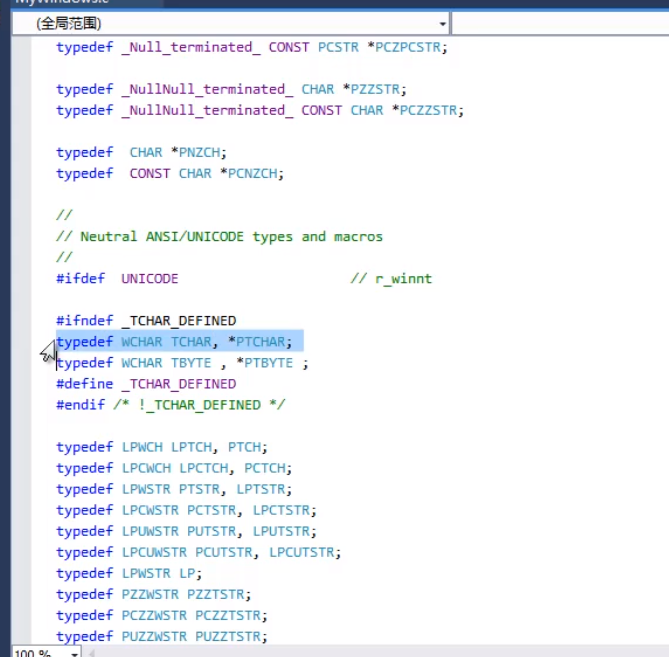 MyWindows.c
(全局范围)
typedef _Null_terminated_ CONST PCSTR *PCZPCSTR;
typedef _NullNull_terminated_ CHAR *PZZSTR;
typedef _NullNull_terminated_ CONST CHAR *PCZZSTR;
typedef  CHAR *PNZCH;
typedef  CONST CHAR *PCNZCH;
//
// Neutral ANSI/UNICODE types and macros
//
#ifdef  UNICODE                     // r_winnt
#ifndef _TCHAR_DEFINED
typedef WCHAR TCHAR, *PTCHAR;
typedef WCHAR TBYTE , *PTBYTE ;
#define _TCHAR_DEFINED
#endif /* !_TCHAR_DEFINED */
typedef LPWCH LPTCH, PTCH;
typedef LPCWCH LPCTCH, PCTCH;
typedef LPWSTR PTSTR, LPTSTR;
typedef LPCWSTR PCTSTR, LPCTSTR;
typedef LPUWSTR PUTSTR, LPUTSTR;
typedef LPCUWSTR PCUTSTR, LPCUTSTR;
typedef LPWSTR LP;
typedef PZZWSTR PZZTSTR;
typedef PCZZWSTR PCZZTSTR;
typedef PUZZWSTR PUZZTSTR;
100 %